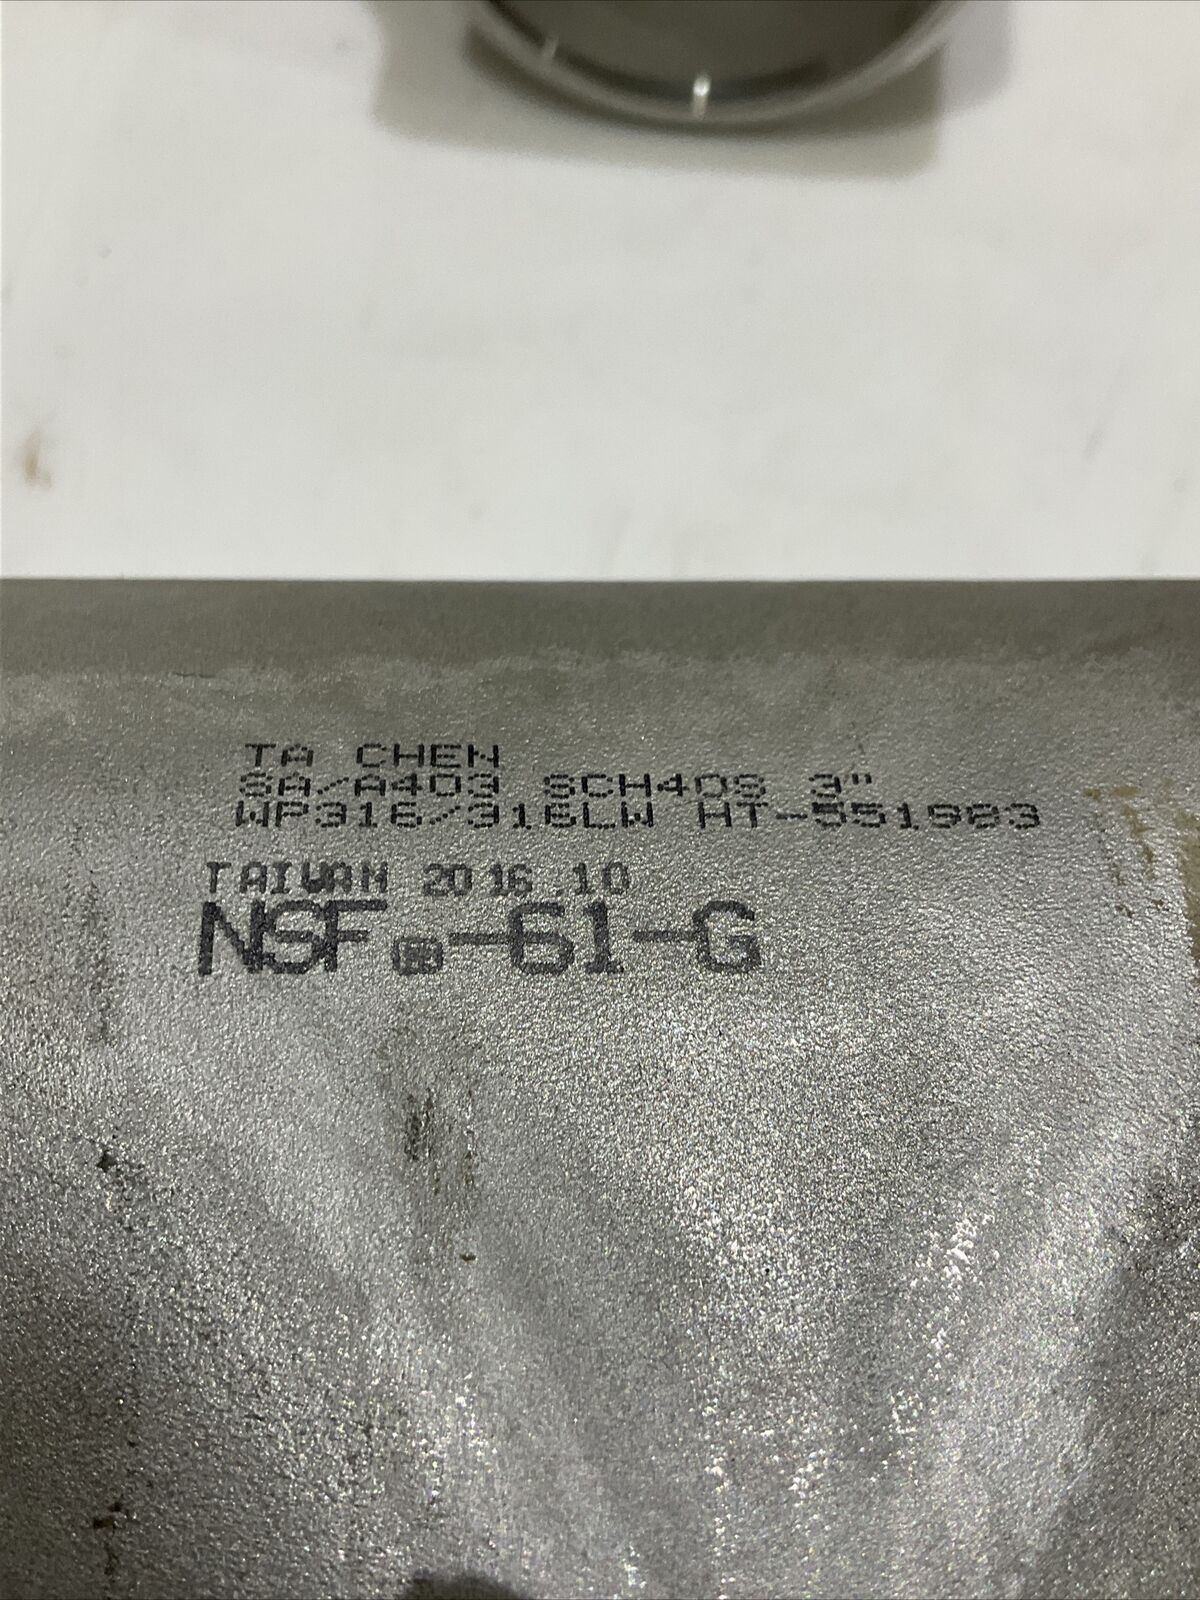 TA CHEN
SA/A403 SCH40S 3"
WP316/316LW HT-551983
TAIWAN 2016.10
NSF®-61-G